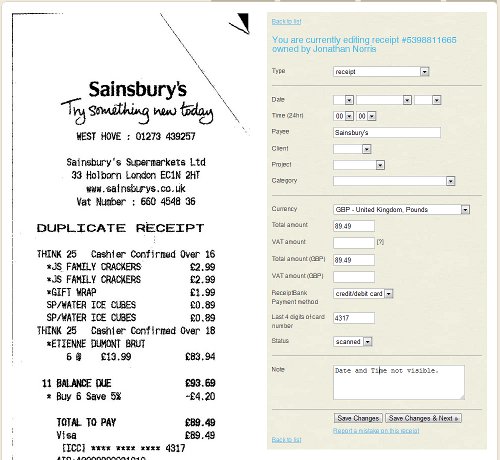 Sainsbury's
Try something new today
WEST HOVE : 01273 439257
Sainsbury's Supermarkets Ltd
33 Holborn London EC1N 2HT
www.sainsburys.co.uk
Vat Number : 660 4548 36
DUPLICATE RECEIPT
THINK 25 Cashier Confirmed Over 16
*JS FAMILY CRACKERS £2.99
*JS FAMILY CRACKERS £2.99
*GIFT WRAP £1.99
SP/WATER ICE CUBES £0.89
SP/WATER ICE CUBES £0.89
THINK 25 Cashier Confirmed Over 18
*ETIENNE DUMONT BRUT
6 @ £13.99 £83.94
11 BALANCE DUE £93.69
* Buy 6 Save 5% -£4.20
TOTAL TO PAY £89.49
Visa £89.49
[ICC] **** **** **** 4317
Back to list
You are currently editing receipt #5398811665
owned by Jonathan Norris
Type receipt
Date
Time (24hr) 00 00
Payee Sainsbury's
Client
Project
Category
Currency GBP - United Kingdom, Pounds
Total amount 89.49
VAT amount [?]
Total amount (GBP) 89.49
VAT amount (GBP)
ReceiptBank
Payment method credit/debit card
Last 4 digits of card
number 4317
Status scanned
Note Date and Time not visible.
Save Changes Save Changes & Next »
Report a mistake on this receipt
Back to list